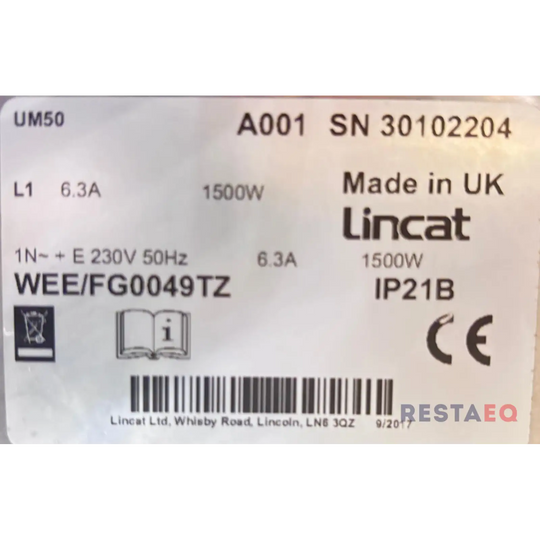 UM50 A001 SN 30102204
L1 6.3A 1500W Made in UK
Lincat
1N~ + E 230V 50Hz 6.3A 1500W
WEE/FG0049TZ IP21B
i CE
RESTAEQ
Lincat Ltd, Whisby Road, Lincoln, LN6 3QZ 9/2017